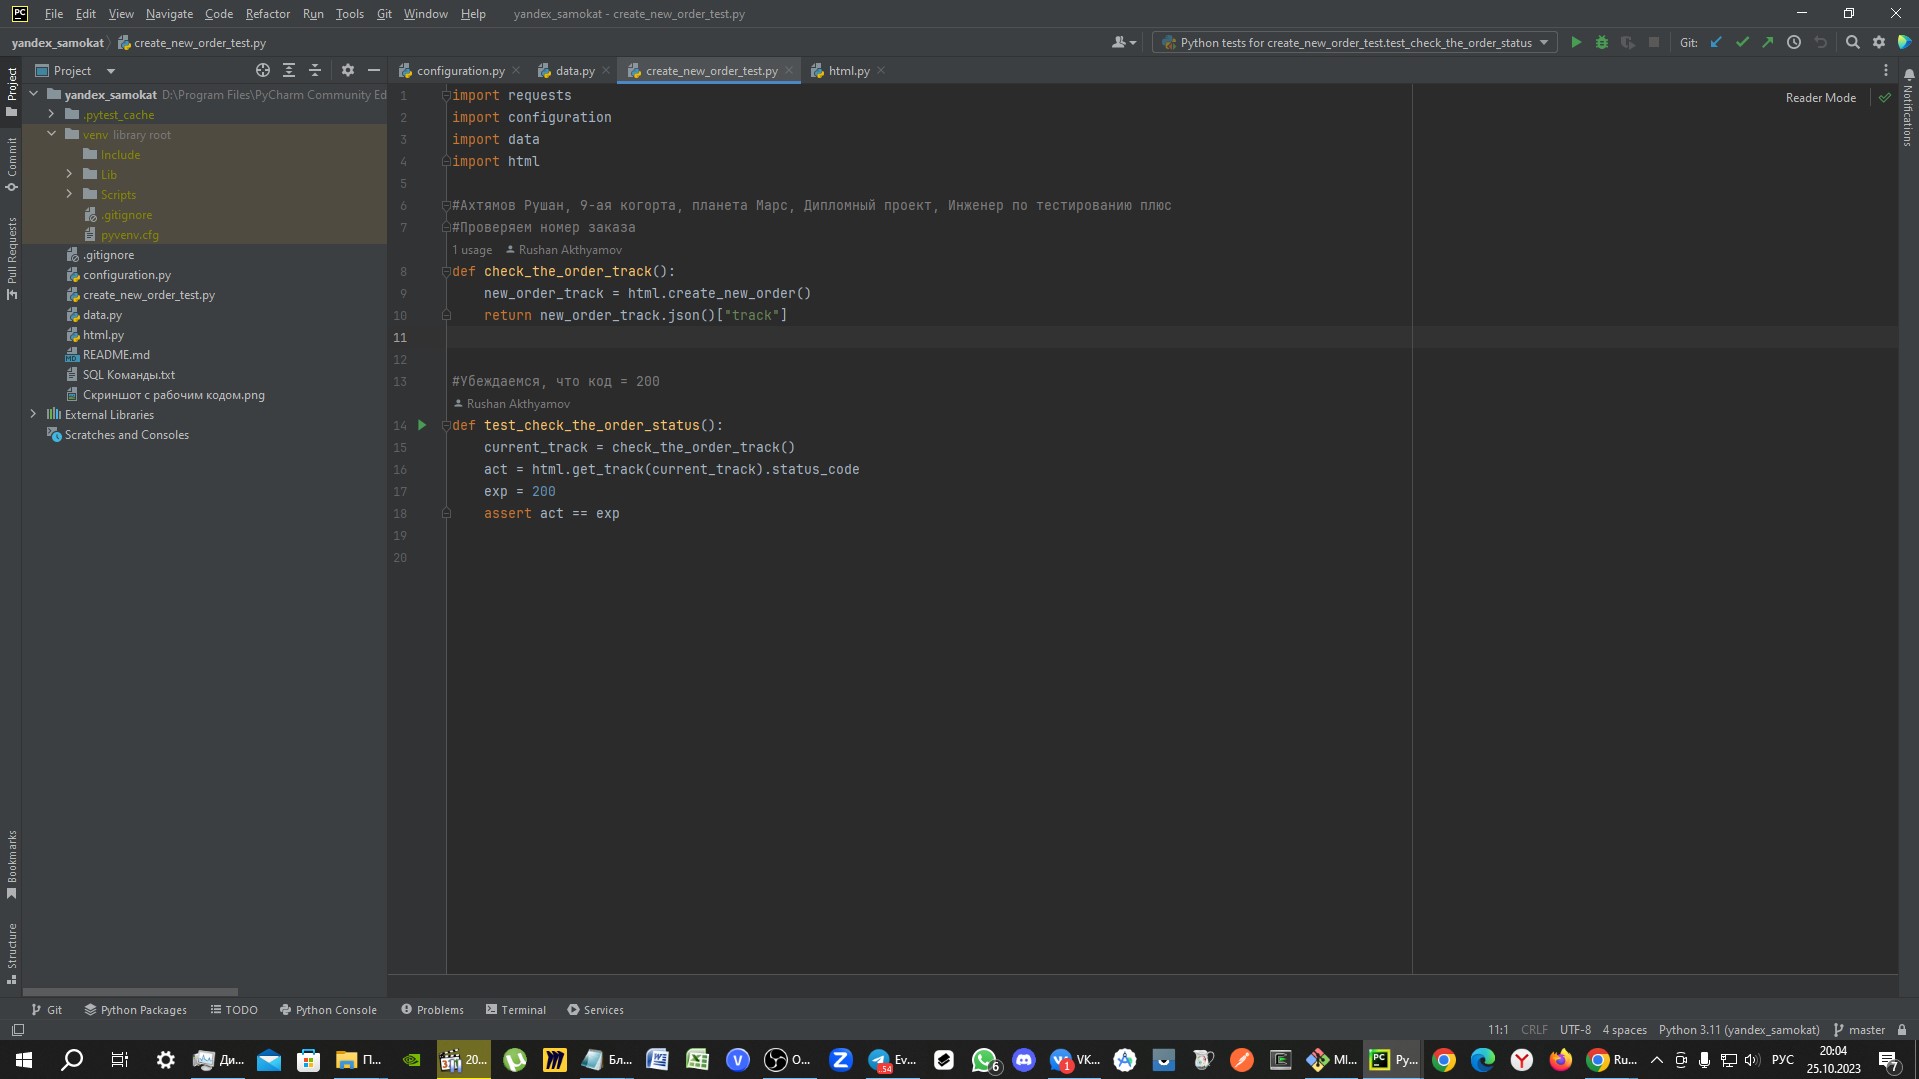 File Edit View Navigate Code Refactor Run Tools Git Window Help yandex_samokat - create_new_order_test.py
yandex_samokat create_new_order_test.py Python tests for create_new_order_test.test_check_the_order_status Git:
Project configuration.py data.py create_new_order_test.py html.py
Reader Mode
yandex_samokat D:\Program Files\PyCharm Community Ed
.pytest_cache
venv library root
Include
Lib
Scripts
.gitignore
pyvenv.cfg
.gitignore
configuration.py
create_new_order_test.py
data.py
html.py
README.md
SQL Команды.txt
Скриншот с рабочим кодом.png
External Libraries
Scratches and Consoles
Project
Commit
Pull Requests
Bookmarks
Structure
1 import requests
2 import configuration
3 import data
4 import html
5
6 #Ахтямов Рушан, 9-ая когорта, планета Марс, Дипломный проект, Инженер по тестированию плюс
7 #Проверяем номер заказа
1 usage Rushan Akthyamov
8 def check_the_order_track():
9 new_order_track = html.create_new_order()
10 return new_order_track.json()["track"]
11
12
13 #Убеждаемся, что код = 200
Rushan Akthyamov
14 def test_check_the_order_status():
15 current_track = check_the_order_track()
16 act = html.get_track(current_track).status_code
17 exp = 200
18 assert act == exp
19
20
Notifications
Git Python Packages TODO Python Console Problems Terminal Services
11:1 CRLF UTF-8 4 spaces Python 3.11 (yandex_samokat) master
Ди... П... 20... Бл... О... Ev... 54 6 VK... 1 MI... PC Py... Ru... РУС 20:04 7
25.10.2023